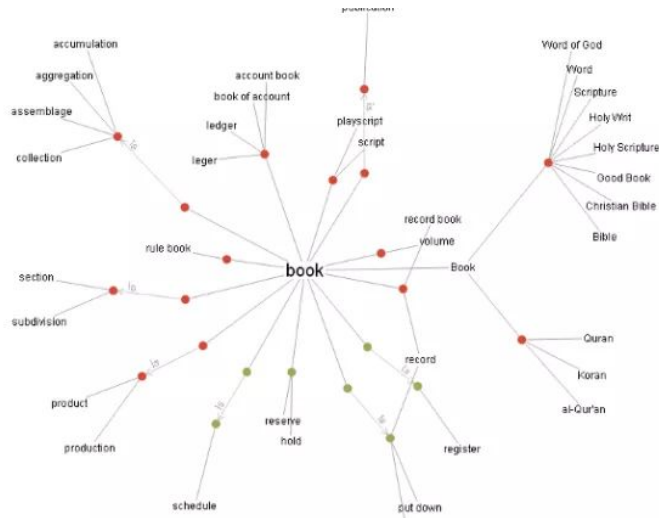 publication
accumulation
Word of God
Word
aggregation
account book
Scripture
book of account
assemblage
Holy Writ
ledger
playscript
script
Holy Scripture
collection
leger
Good Book
Christian Bible
record book
Bible
volume
rule book
book
Book
section
subdivision
Quran
record
Koran
product
al-Qur'an
reserve
hold
production
register
schedule
put down